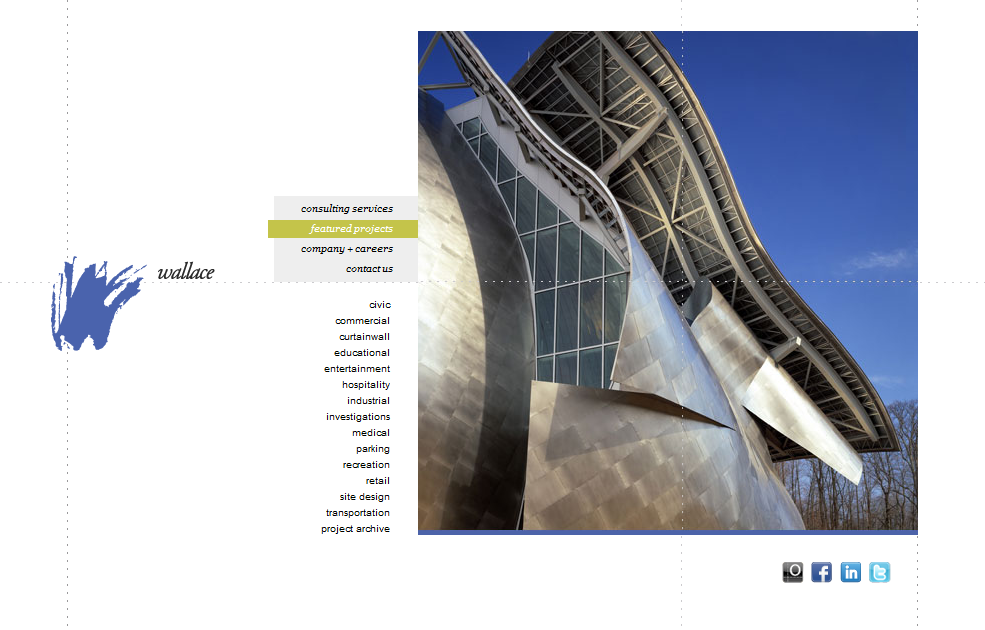 consulting services
featured projects
company + careers
contact us
wallace
civic
commercial
curtainwall
educational
entertainment
hospitality
industrial
investigations
medical
parking
recreation
retail
site design
transportation
project archive